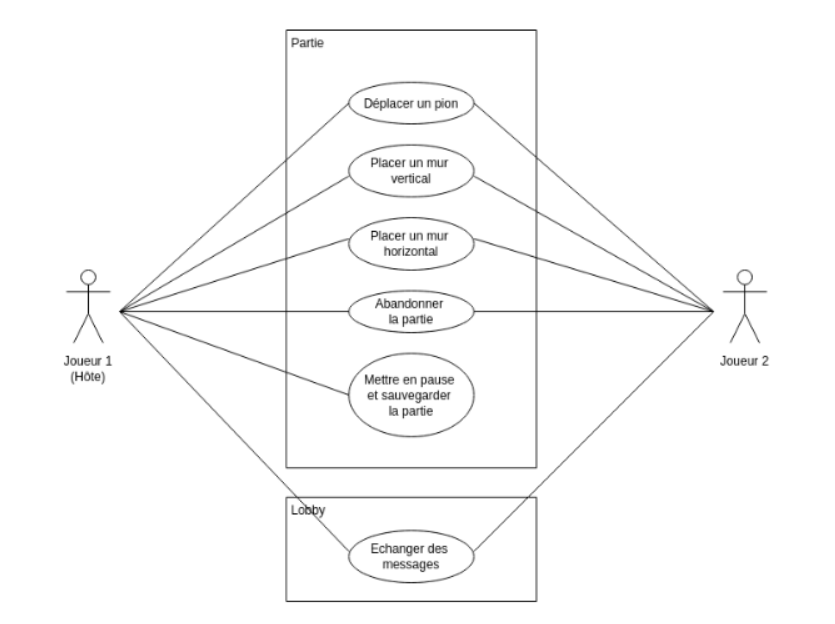 Partie
Déplacer un pion
Placer un mur
vertical
Placer un mur
horizontal
Abandonner
la partie
Mettre en pause
et sauvegarder
la partie
Joueur 1
(Hôte)
Joueur 2
Lobby
Echanger des
messages